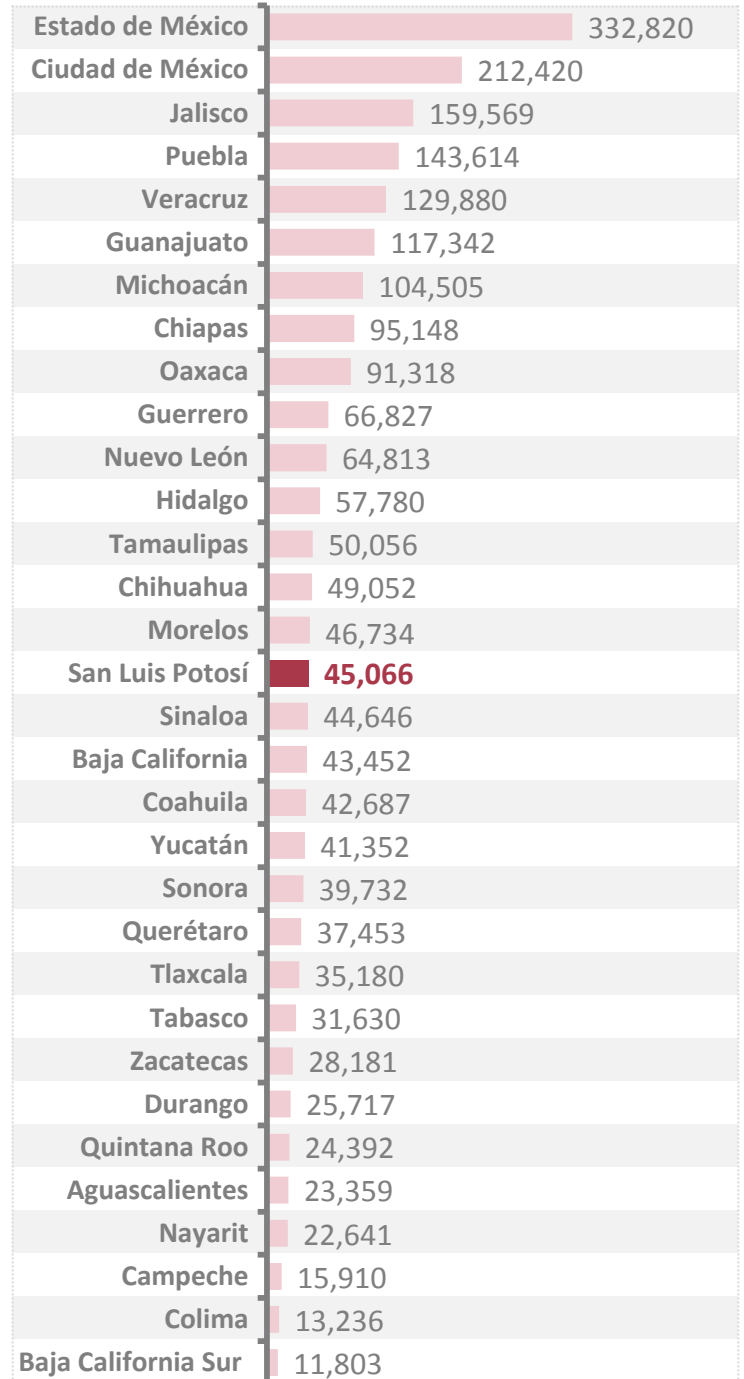 Estado de México 332,820
Ciudad de México 212,420
Jalisco 159,569
Puebla 143,614
Veracruz 129,880
Guanajuato 117,342
Michoacán 104,505
Chiapas 95,148
Oaxaca 91,318
Guerrero 66,827
Nuevo León 64,813
Hidalgo 57,780
Tamaulipas 50,056
Chihuahua 49,052
Morelos 46,734
San Luis Potosí 45,066
Sinaloa 44,646
Baja California 43,452
Coahuila 42,687
Yucatán 41,352
Sonora 39,732
Querétaro 37,453
Tlaxcala 35,180
Tabasco 31,630
Zacatecas 28,181
Durango 25,717
Quintana Roo 24,392
Aguascalientes 23,359
Nayarit 22,641
Campeche 15,910
Colima 13,236
Baja California Sur 11,803